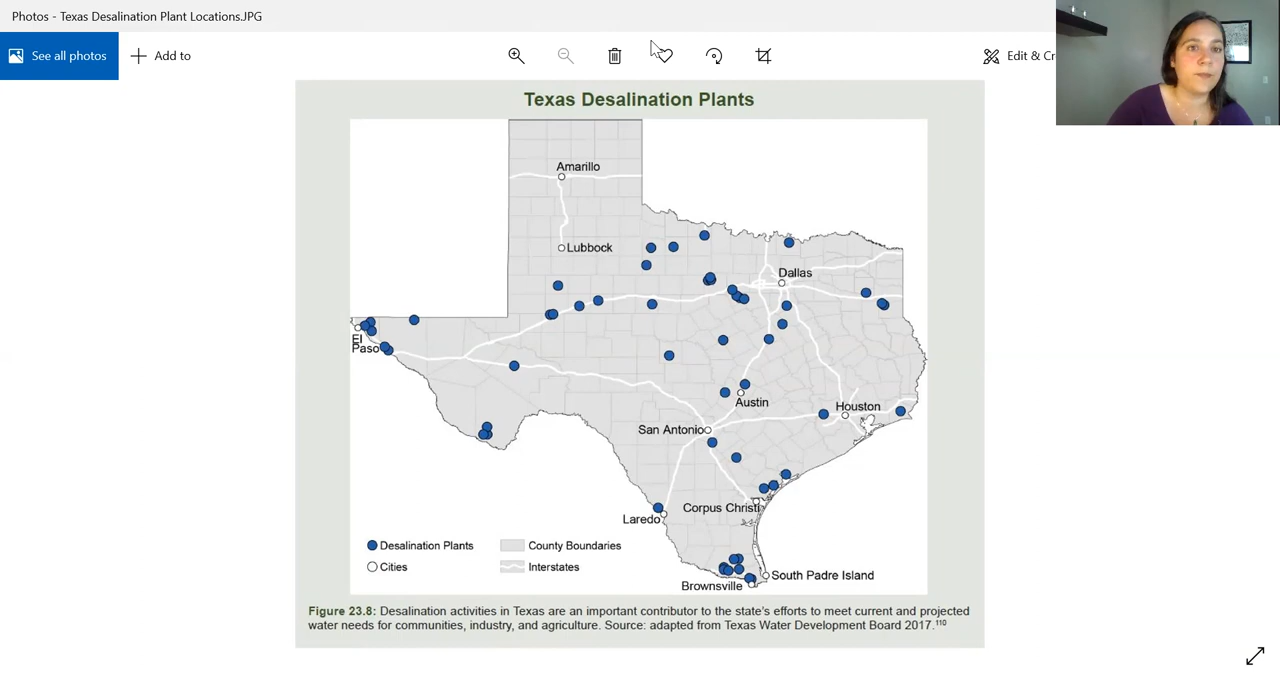 Photos - Texas Desalination Plant Locations.JPG
See all photos
Add to
Edit & Cr
Texas Desalination Plants
Amarillo
Lubbock
Dallas
El
Paso
Austin
Houston
San Antonio
Corpus Christi
Laredo
South Padre Island
Brownsville
Desalination Plants
County Boundaries
Cities
Interstates
Figure 23.8: Desalination activities in Texas are an important contributor to the state's efforts to meet current and projected
water needs for communities, industry, and agriculture. Source: adapted from Texas Water Development Board 2017.110